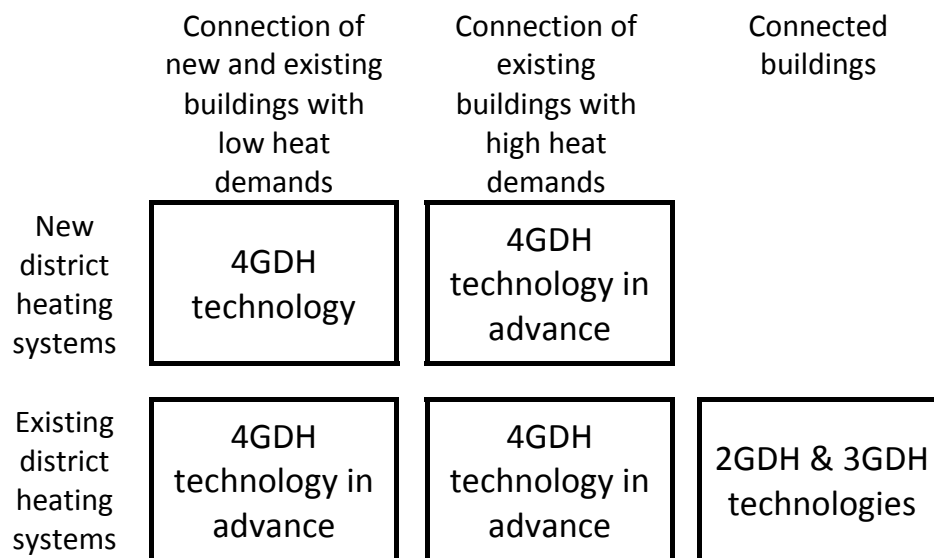 Connection of
new and existing
buildings with
low heat
demands
Connection of
existing
buildings with
high heat
demands
Connected
buildings
New
district
heating
systems
4GDH
technology
4GDH
technology in
advance
Existing
district
heating
systems
4GDH
technology in
advance
4GDH
technology in
advance
2GDH & 3GDH
technologies